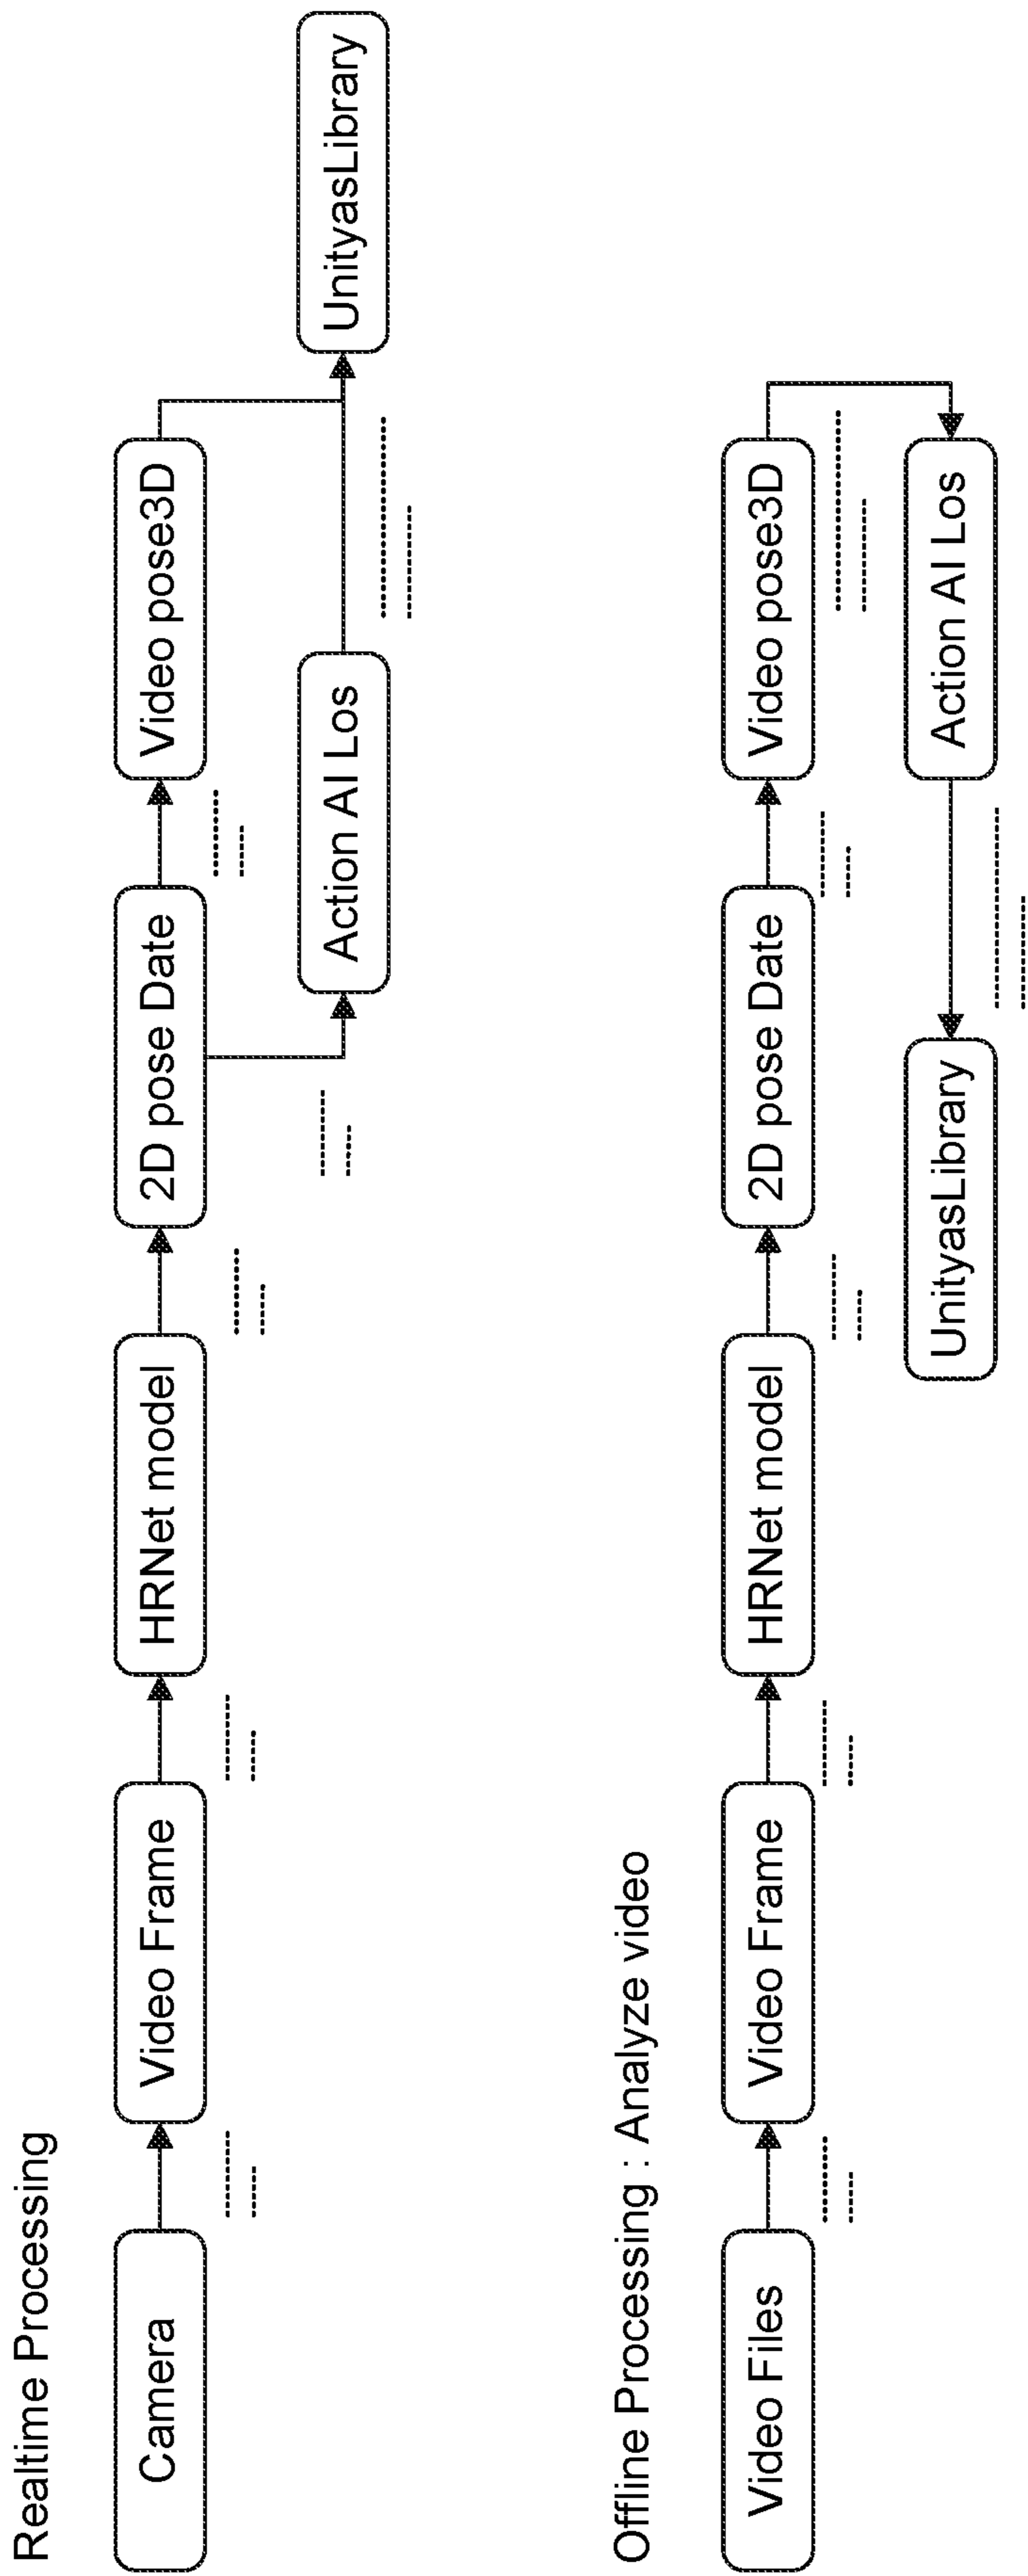 Realtime Processing
Camera
Video Frame
HRNet model
2D pose Date
Video pose3D
Action AI Los
UnityasLibrary
Offline Processing : Analyze video
Video Files
Video Frame
HRNet model
2D pose Date
Video pose3D
Action AI Los
UnityasLibrary